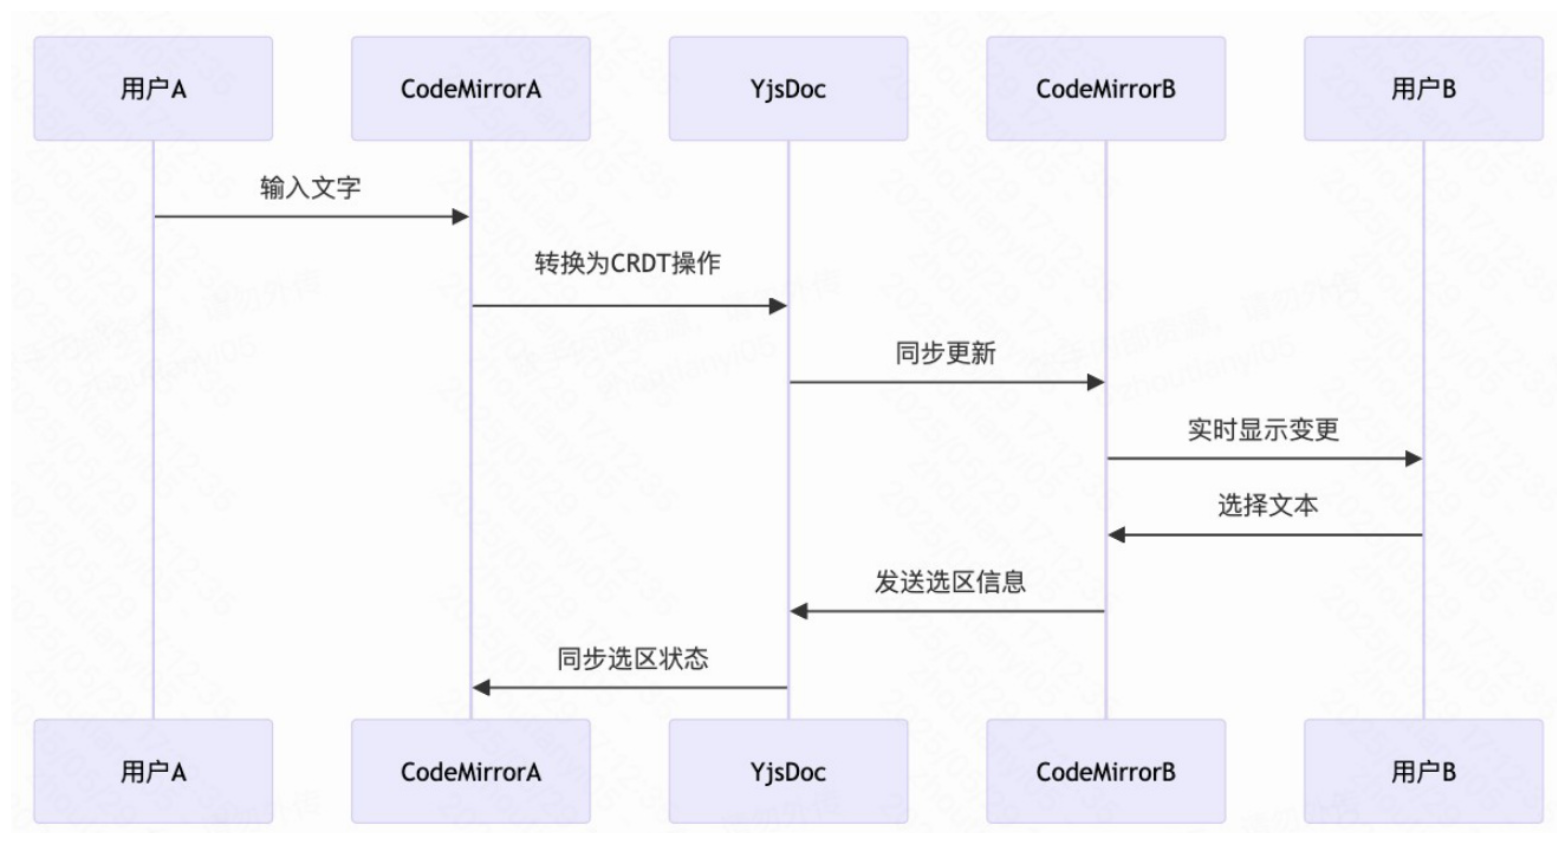 用户A
CodeMirrorA
YjsDoc
CodeMirrorB
用户B
输入文字
转换为CRDT操作
同步更新
实时显示变更
选择文本
发送选区信息
同步选区状态
用户A
CodeMirrorA
YjsDoc
CodeMirrorB
用户B